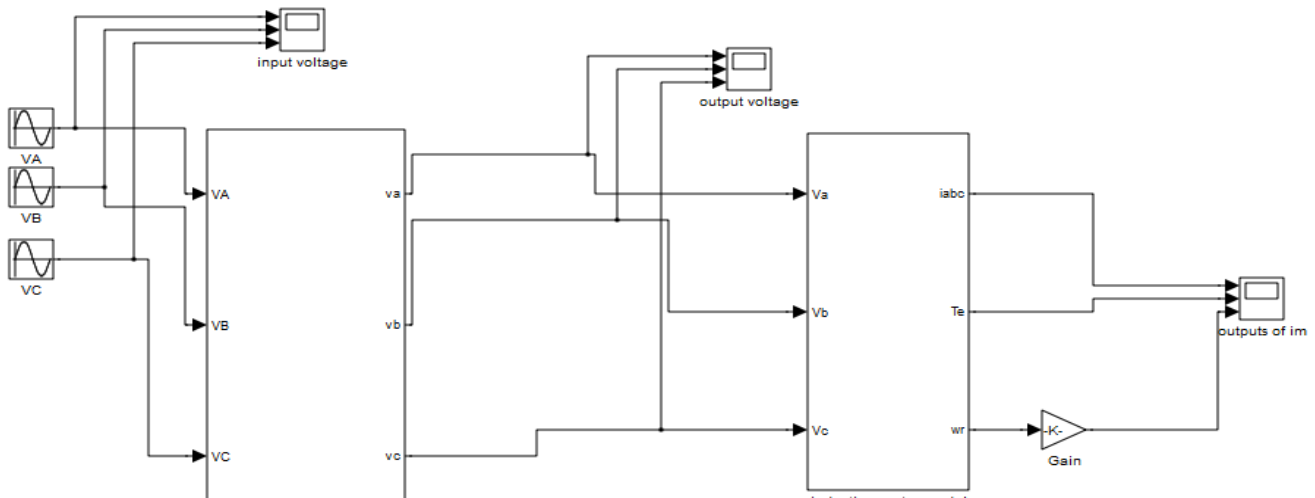 input voltage
output voltage
VA
VB
VC
VA
VB
VC
va
vb
vc
Va
Vb
Vc
iabc
Te
wr
-K-
Gain
outputs of im